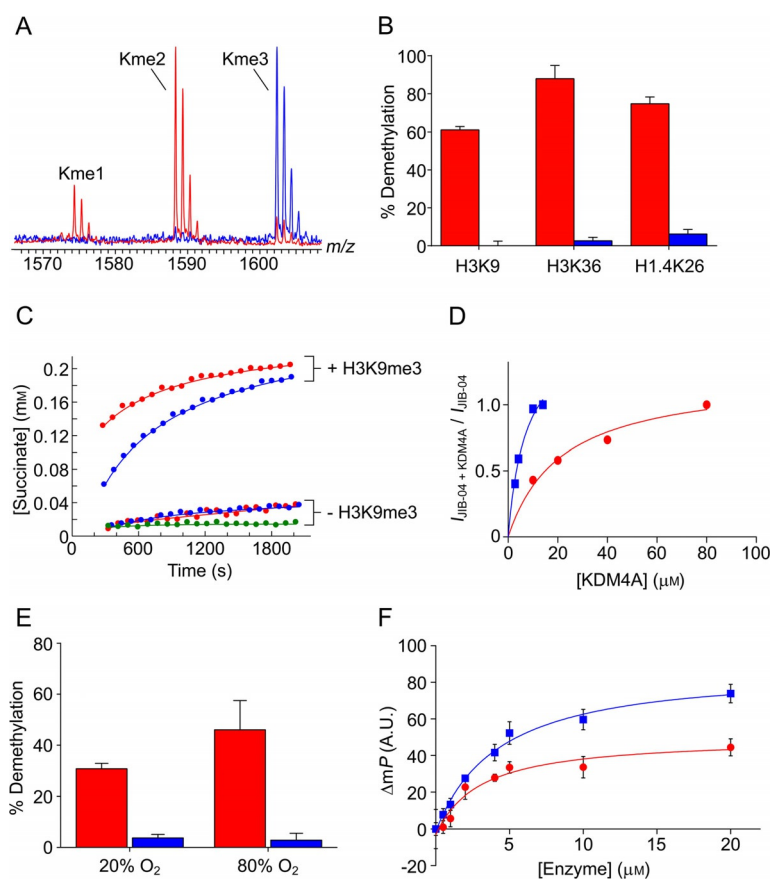 A
Kme2
Kme3
Kme1
1570 1580 1590 1600 m/z
B
% Demethylation
100
80
60
40
20
0
H3K9 H3K36 H1.4K26
C
[Succinate] (mM)
0.2
0.16
0.12
0.08
0.04
0
+ H3K9me3
- H3K9me3
0 600 1200 1800
Time (s)
D
I JIB-04 + KDM4A / I JIB-04
1.0
0.5
0.0
0 20 40 60 80 100
[KDM4A] (μM)
E
% Demethylation
80
60
40
20
0
20% O2 80% O2
F
ΔmP (A.U.)
100
80
60
40
20
0
-20
5 10 15 20
[Enzyme] (μM)